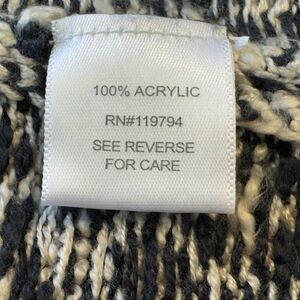 100% ACRYLIC
RN#119794
SEE REVERSE
FOR CARE